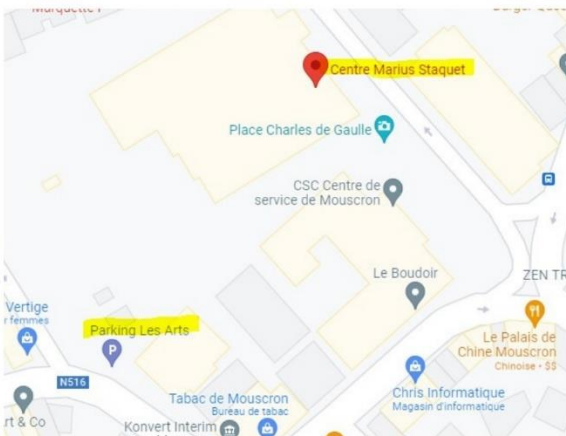 Marquette F
Centre Marius Staquet
Place Charles de Gaulle
CSC Centre de
service de Mouscron
Le Boudoir
ZEN TR
Vertige
r femmes
Parking Les Arts
P
N516
Le Palais de
Chine Mouscron
Chinoise • $$
Chris Informatique
Magasin d'informatique
Tabac de Mouscron
Bureau de tabac
rt & Co
Konvert Interim